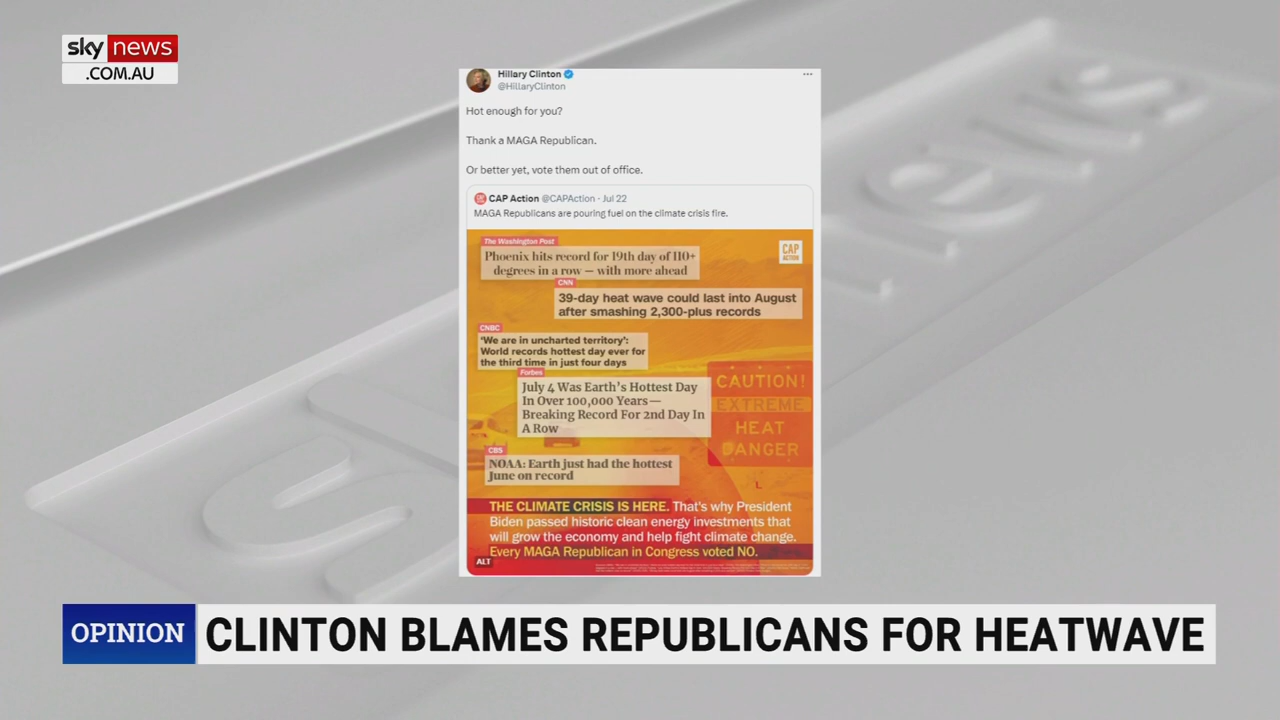 sky news
.COM.AU
Hillary Clinton
@HillaryClinton
Hot enough for you?
Thank a MAGA Republican.
Or better yet, vote them out of office.
CAP Action @CAPAction · Jul 22
MAGA Republicans are pouring fuel on the climate crisis fire.
The Washington Post
CAP
ACTION
Phoenix hits record for 19th day of 110+
degrees in a row — with more ahead
CNN
39-day heat wave could last into August
after smashing 2,300-plus records
CNBC
‘We are in uncharted territory’:
World records hottest day ever for
the third time in just four days
Forbes
July 4 Was Earth’s Hottest Day
In Over 100,000 Years—
Breaking Record For 2nd Day In
A Row
CAUTION!
EXTREME
HEAT
DANGER
CBS
NOAA: Earth just had the hottest
June on record
THE CLIMATE CRISIS IS HERE. That’s why President
Biden passed historic clean energy investments that
will grow the economy and help fight climate change.
Every MAGA Republican in Congress voted NO.
ALT
OPINION
CLINTON BLAMES REPUBLICANS FOR HEATWAVE